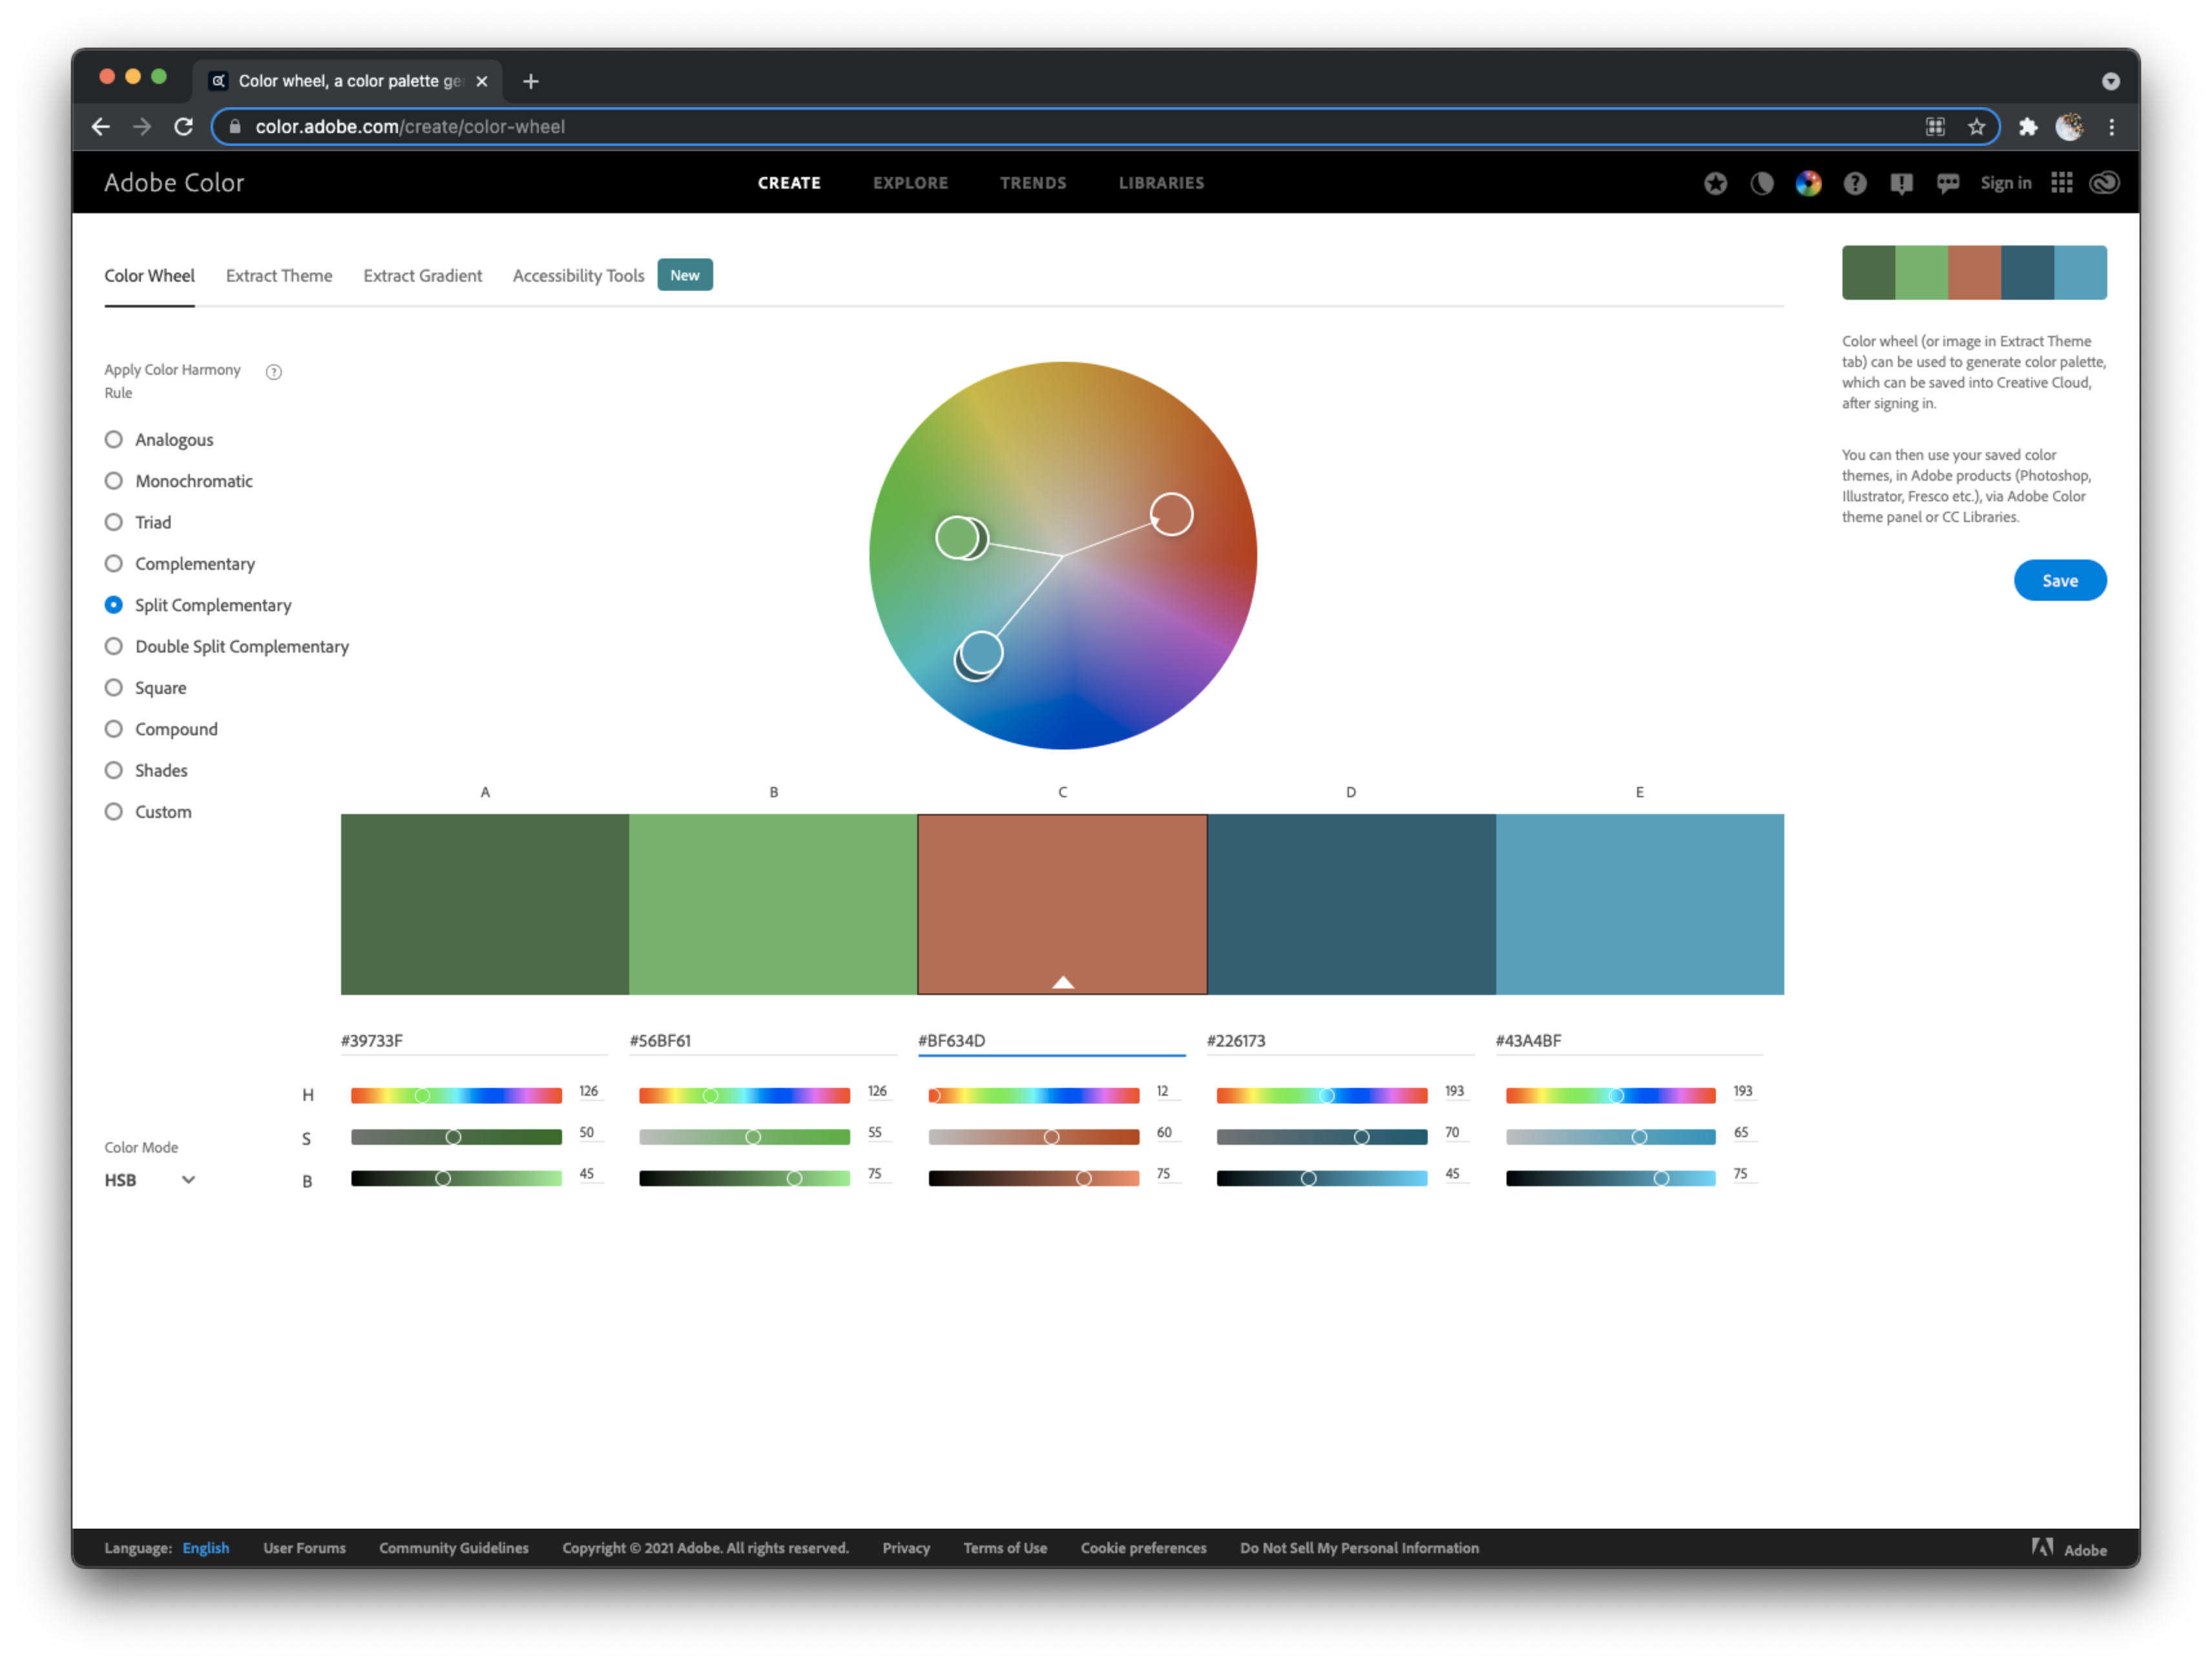 Color wheel, a color palette ge
color.adobe.com/create/color-wheel
Adobe Color
CREATE
EXPLORE
TRENDS
LIBRARIES
Sign in
Color Wheel
Extract Theme
Extract Gradient
Accessibility Tools
New
Color wheel (or image in Extract Theme
tab) can be used to generate color palette,
which can be saved into Creative Cloud,
after signing in.
You can then use your saved color
themes, in Adobe products (Photoshop,
Illustrator, Fresco etc.), via Adobe Color
theme panel or CC Libraries.
Save
Apply Color Harmony
Rule
?
Analogous
Monochromatic
Triad
Complementary
Split Complementary
Double Split Complementary
Square
Compound
Shades
Custom
A
B
C
D
E
#39733F
#56BF61
#BF634D
#226173
#43A4BF
H
126
126
12
193
193
S
50
55
60
70
65
B
45
75
75
45
75
Color Mode
HSB
Language: English
User Forums
Community Guidelines
Copyright © 2021 Adobe. All rights reserved.
Privacy
Terms of Use
Cookie preferences
Do Not Sell My Personal Information
Adobe